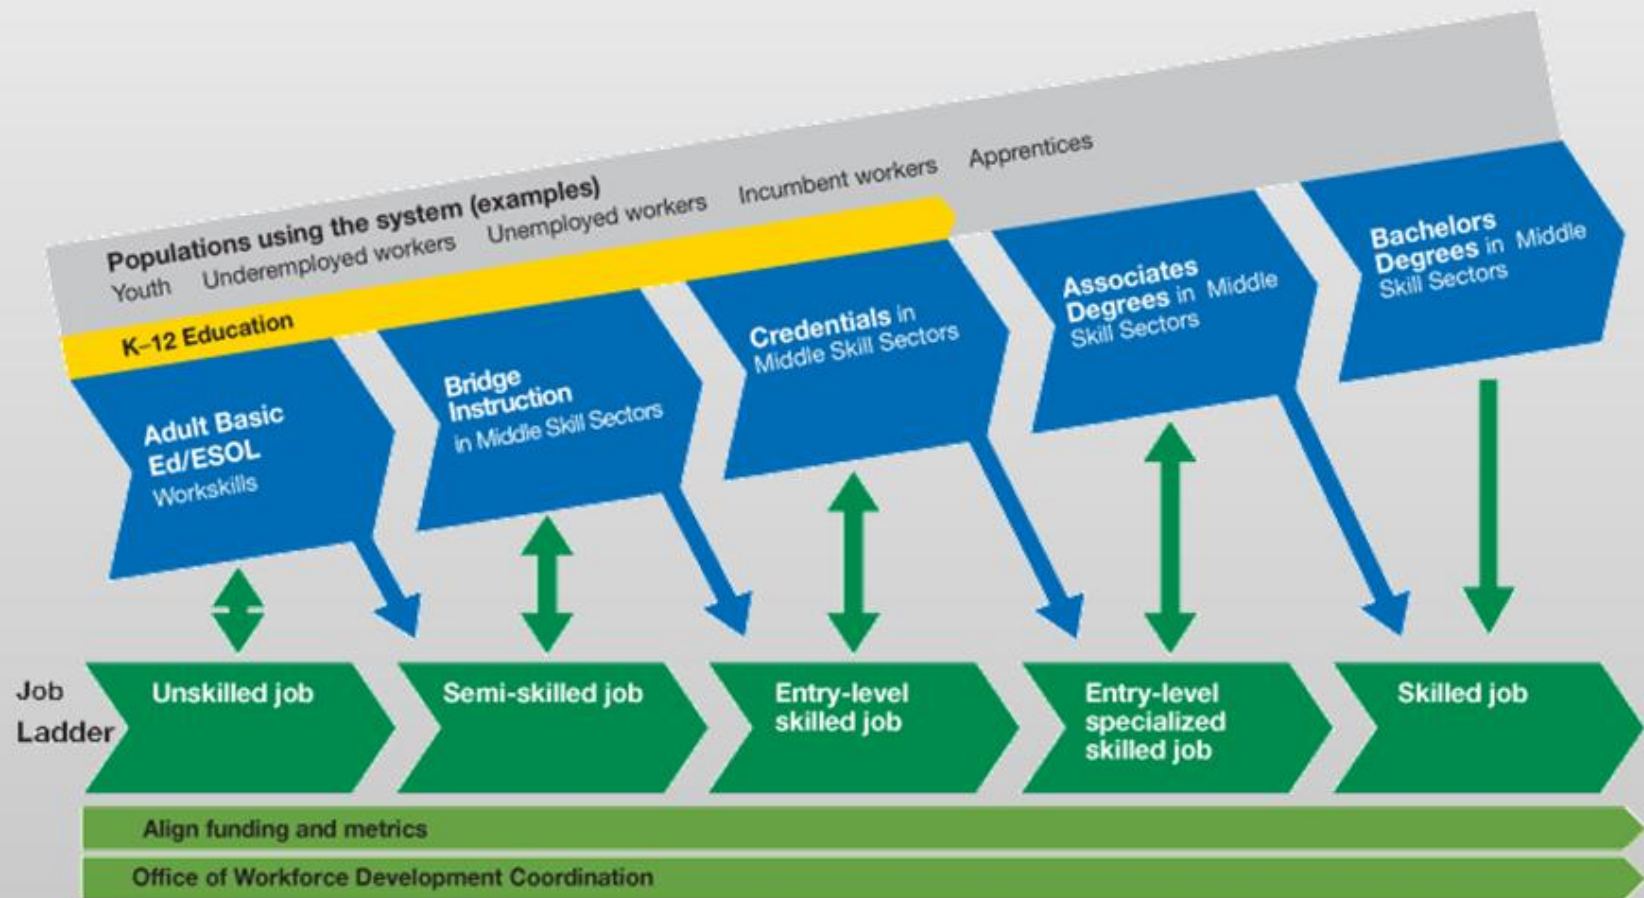 Populations using the system (examples)
Youth Underemployed workers Unemployed workers Incumbent workers Apprentices
K–12 Education
Adult Basic
Ed/ESOL
Workskills
Bridge
Instruction
in Middle Skill Sectors
Credentials in
Middle Skill Sectors
Associates
Degrees in Middle
Skill Sectors
Bachelors
Degrees in Middle
Skill Sectors
Job
Ladder
Unskilled job
Semi-skilled job
Entry-level
skilled job
Entry-level
specialized
skilled job
Skilled job
Align funding and metrics
Office of Workforce Development Coordination